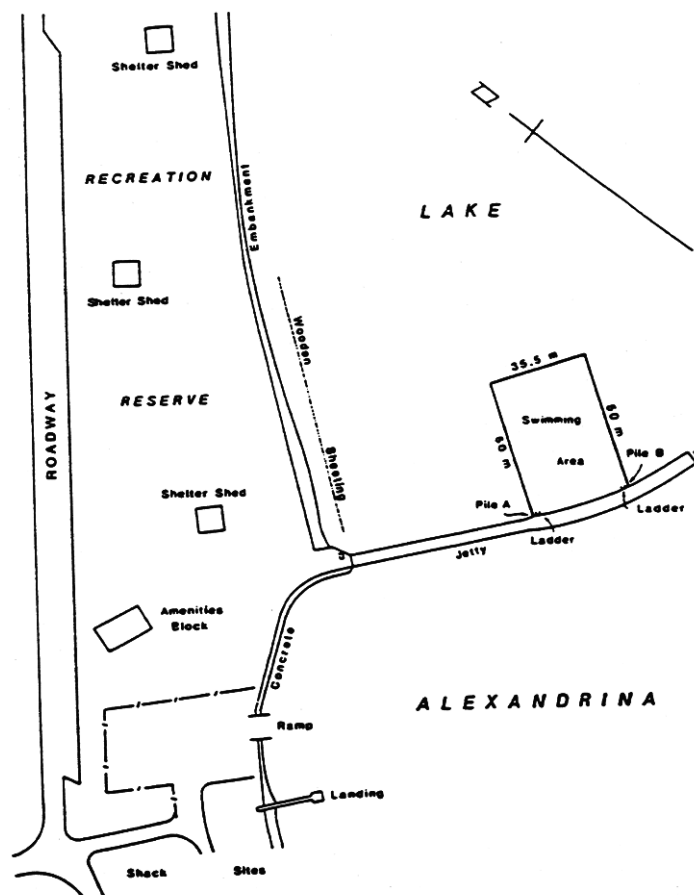 Shelter Shed
RECREATION
Embankment
LAKE
Shelter Shed
Wooden
35.5 m
ROADWAY
RESERVE
Swimming
Area
60 m
60 m
Sheeting
Pile B
Shelter Shed
Pile A
Ladder
Ladder
Jetty
Amenities
Block
Concrete
ALEXANDRINA
Ramp
Landing
Shack Sites